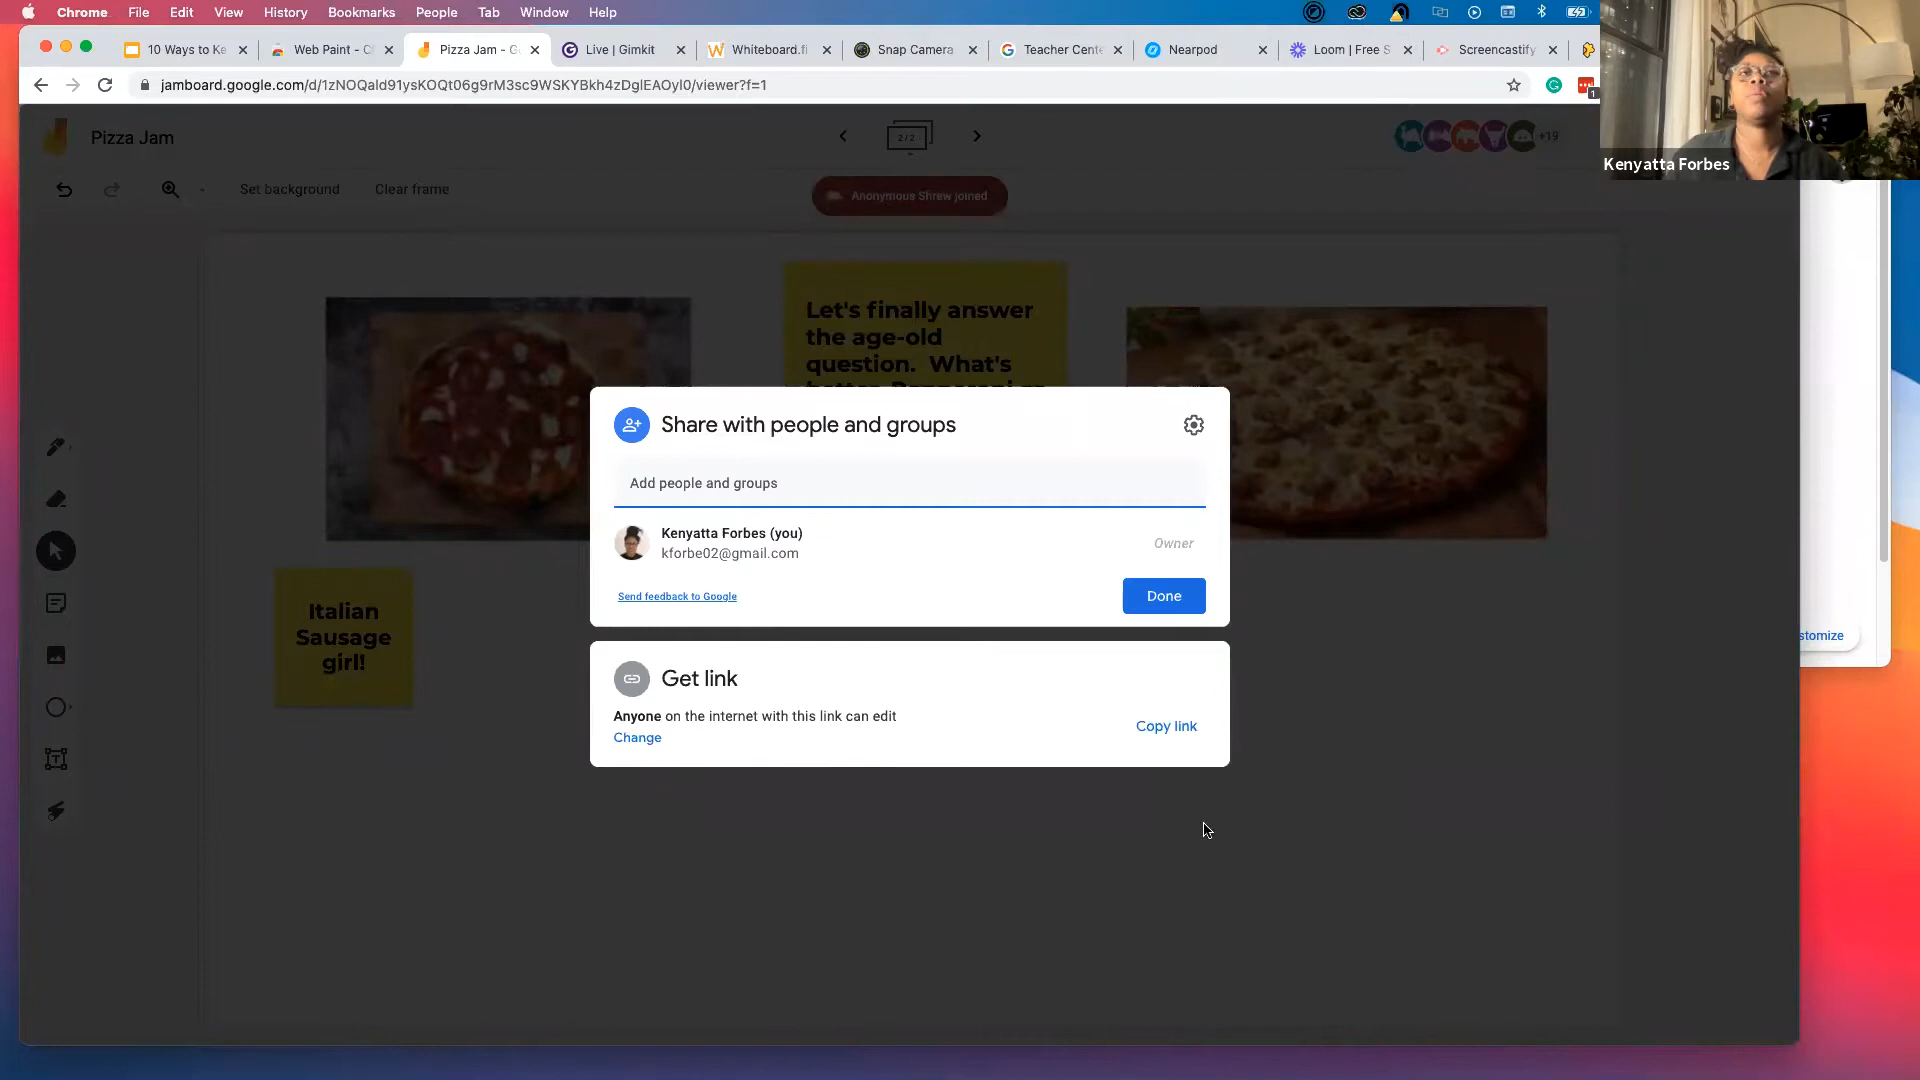 Chrome File Edit View History Bookmarks People Tab Window Help
10 Ways to Ke
Web Paint - C
Pizza Jam - G
Live | Gimkit
Whiteboard.fi
Snap Camera
Teacher Cent
Nearpod
Loom | Free S
Screencastify
jamboard.google.com/d/1zNOQald91ysKOQt06g9rM3sc9WSKYBkh4zDglEAOyl0/viewer?f=1
1
Kenyatta Forbes
Pizza Jam
2/2
+19
Set background
Clear frame
Anonymous Shrew joined
Let's finally answer
the age-old
question. What's
Share with people and groups
Add people and groups
Kenyatta Forbes (you)
kforbe02@gmail.com
Owner
Send feedback to Google
Done
Italian
Sausage
girl!
stomize
Get link
Anyone on the internet with this link can edit
Change
Copy link